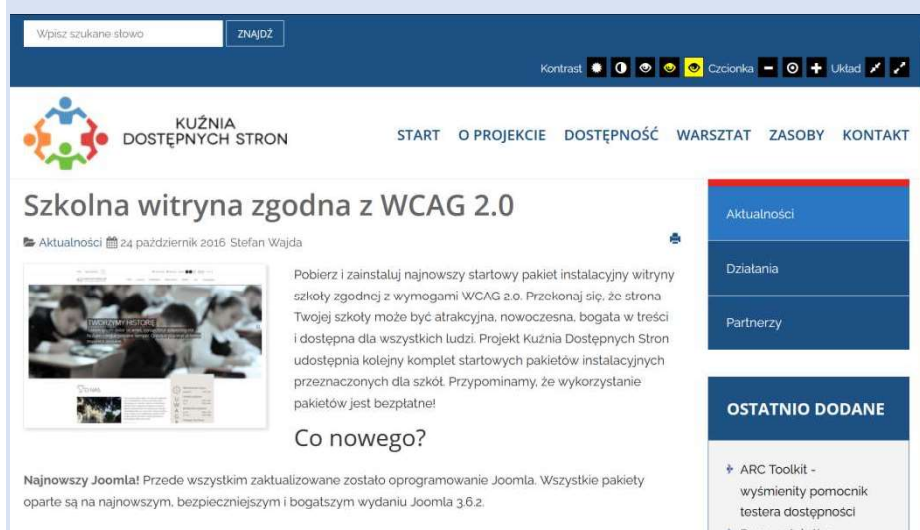 Wpisz szukane słowo ZNAJDŹ
Kontrast Czcionka Układ
KUŹNIA
DOSTĘPNYCH STRON
START O PROJEKCIE DOSTĘPNOŚĆ WARSZTAT ZASOBY KONTAKT
Szkolna witryna zgodna z WCAG 2.0
Aktualności 24 październik 2016 Stefan Wajda
TWORZYMY HISTORIĘ
O NAS
Pobierz i zainstaluj najnowszy startowy pakiet instalacyjny witryny
szkoły zgodnej z wymogami WCAG 2.0. Przekonaj się, że strona
Twojej szkoły może być atrakcyjna, nowoczesna, bogata w treści
i dostępna dla wszystkich ludzi. Projekt Kuźnia Dostępnych Stron
udostępnia kolejny komplet startowych pakietów instalacyjnych
przeznaczonych dla szkół. Przypominamy, że wykorzystanie
pakietów jest bezpłatne!
Co nowego?
Najnowszy Joomla! Przede wszystkim zaktualizowane zostało oprogramowanie Joomla. Wszystkie pakiety
oparte są na najnowszym, bezpieczniejszym i bogatszym wydaniu Joomla 3.6.2.
Aktualności
Działania
Partnerzy
OSTATNIO DODANE
ARC Toolkit -
wyśmienity pomocnik
testera dostępności